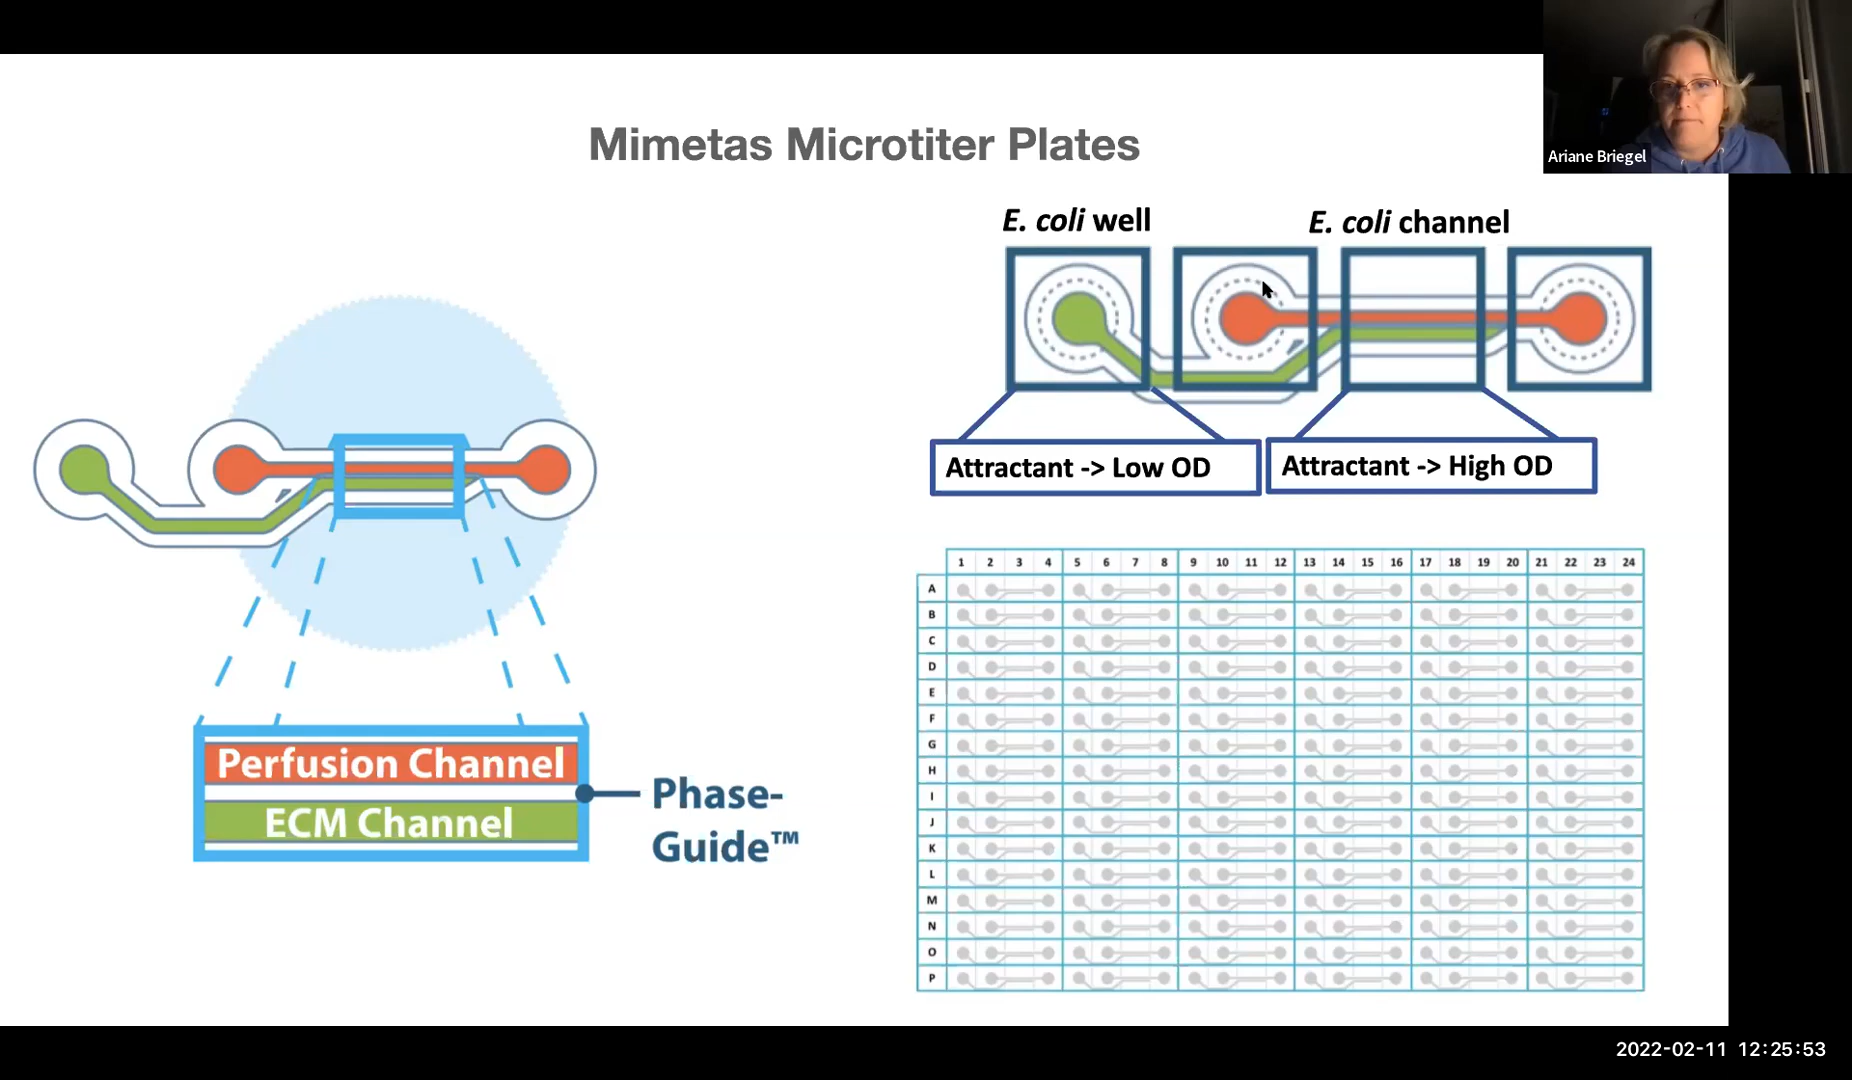 Mimetas Microtiter Plates
Ariane Briegel
E. coli well
E. coli channel
Attractant -> Low OD
Attractant -> High OD
Perfusion Channel
ECM Channel
Phase-
Guide™
1 2 3 4 5 6 7 8 9 10 11 12 13 14 15 16 17 18 19 20 21 22 23 24
A
B
C
D
E
F
G
H
I
J
K
L
M
N
O
P
2022-02-11 12:25:53